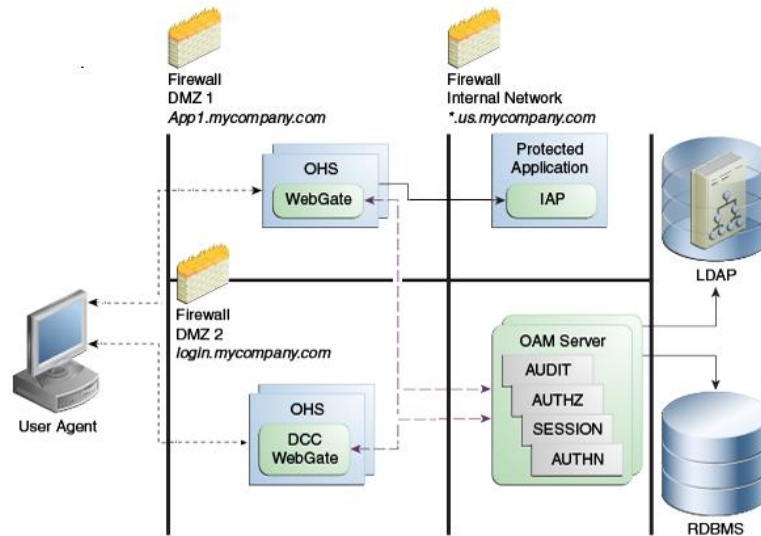 Firewall
DMZ 1
App1.mycompany.com
Firewall
Internal Network
*.us.mycompany.com
OHS
WebGate
Protected
Application
IAP
LDAP
Firewall
DMZ 2
login.mycompany.com
User Agent
OHS
DCC
WebGate
OAM Server
AUDIT
AUTHZ
SESSION
AUTHN
RDBMS